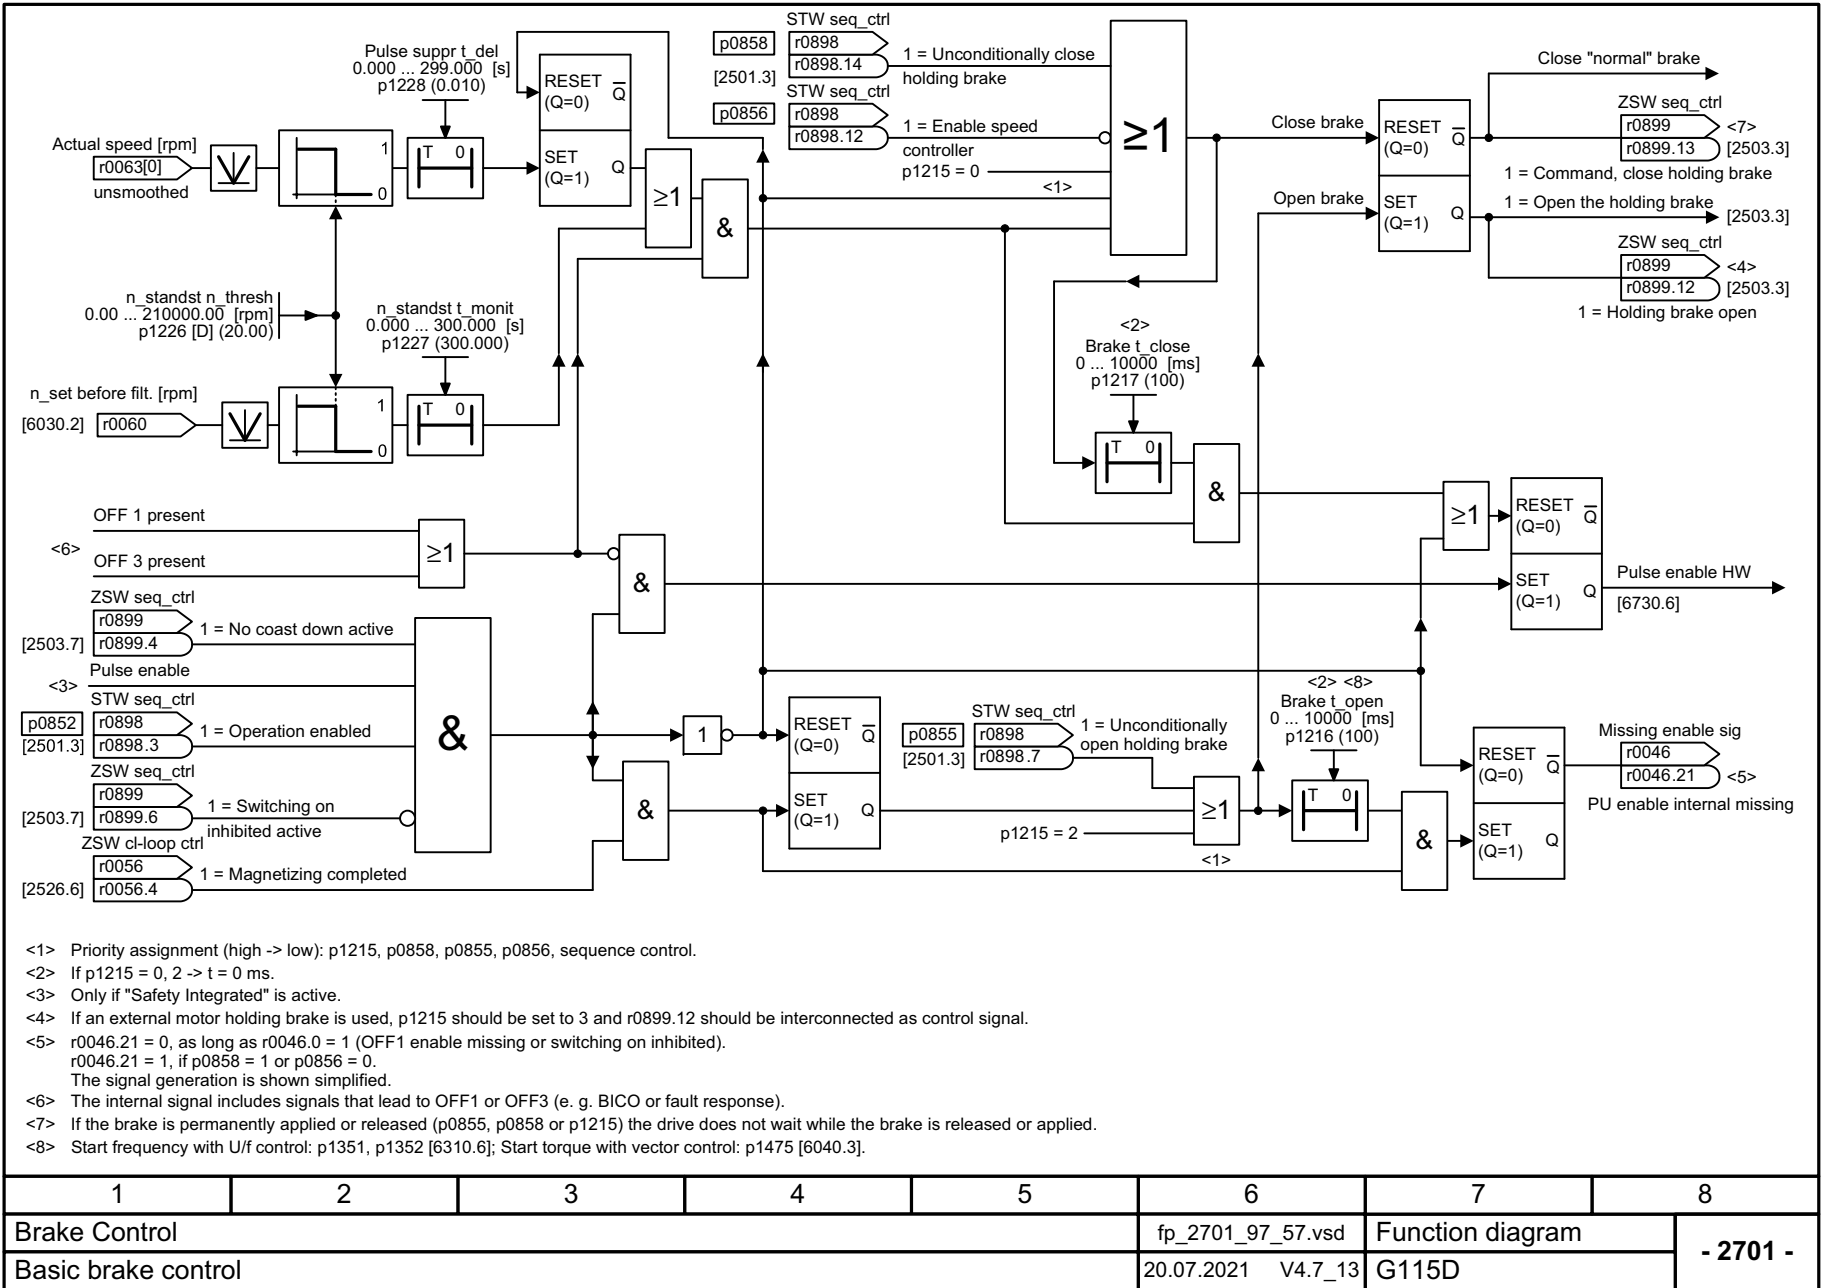 Pulse suppr t_del
0.000 ... 299.000 [s]
p1228 (0.010)
RESET
(Q=0)
Q
SET
(Q=1)
Q
Actual speed [rpm]
r0063[0]
unsmoothed
1
0
T 0
≥1
&
n_standst n_thresh
0.00 ... 210000.00 [rpm]
p1226 [D] (20.00)
n_standst t_monit
0.000 ... 300.000 [s]
p1227 (300.000)
n_set before filt. [rpm]
[6030.2]
r0060
1
0
T 0
STW seq_ctrl
p0858
r0898
r0898.14
[2501.3]
1 = Unconditionally close
holding brake
STW seq_ctrl
p0856
r0898
r0898.12
1 = Enable speed
controller
p1215 = 0
<1>
≥1
Close brake
Open brake
RESET
(Q=0)
Q
SET
(Q=1)
Q
Close "normal" brake
ZSW seq_ctrl
r0899
<7>
r0899.13
[2503.3]
1 = Command, close holding brake
1 = Open the holding brake
[2503.3]
ZSW seq_ctrl
r0899
<4>
r0899.12
[2503.3]
1 = Holding brake open
<2>
Brake t_close
0 ... 10000 [ms]
p1217 (100)
T 0
&
≥1
RESET
(Q=0)
Q
SET
(Q=1)
Q
Pulse enable HW
[6730.6]
OFF 1 present
<6>
OFF 3 present
≥1
&
ZSW seq_ctrl
r0899
[2503.7]
r0899.4
1 = No coast down active
Pulse enable
<3>
STW seq_ctrl
p0852
r0898
[2501.3]
r0898.3
1 = Operation enabled
ZSW seq_ctrl
r0899
[2503.7]
r0899.6
1 = Switching on
inhibited active
ZSW cl-loop ctrl
r0056
[2526.6]
r0056.4
1 = Magnetizing completed
&
&
1
RESET
(Q=0)
Q
SET
(Q=1)
Q
STW seq_ctrl
p0855
r0898
[2501.3]
r0898.7
1 = Unconditionally
open holding brake
p1215 = 2
<1>
≥1
<2> <8>
Brake t_open
0 ... 10000 [ms]
p1216 (100)
T 0
&
RESET
(Q=0)
Q
SET
(Q=1)
Q
Missing enable sig
r0046
r0046.21
<5>
PU enable internal missing
<1> Priority assignment (high -> low): p1215, p0858, p0855, p0856, sequence control.
<2> If p1215 = 0, 2 -> t = 0 ms.
<3> Only if "Safety Integrated" is active.
<4> If an external motor holding brake is used, p1215 should be set to 3 and r0899.12 should be interconnected as control signal.
<5> r0046.21 = 0, as long as r0046.0 = 1 (OFF1 enable missing or switching on inhibited).
r0046.21 = 1, if p0858 = 1 or p0856 = 0.
The signal generation is shown simplified.
<6> The internal signal includes signals that lead to OFF1 or OFF3 (e. g. BICO or fault response).
<7> If the brake is permanently applied or released (p0855, p0858 or p1215) the drive does not wait while the brake is released or applied.
<8> Start frequency with U/f control: p1351, p1352 [6310.6]; Start torque with vector control: p1475 [6040.3].
1 2 3 4 5 6 7 8
Brake Control
fp_2701_97_57.vsd
Function diagram
- 2701 -
Basic brake control
20.07.2021 V4.7_13
G115D